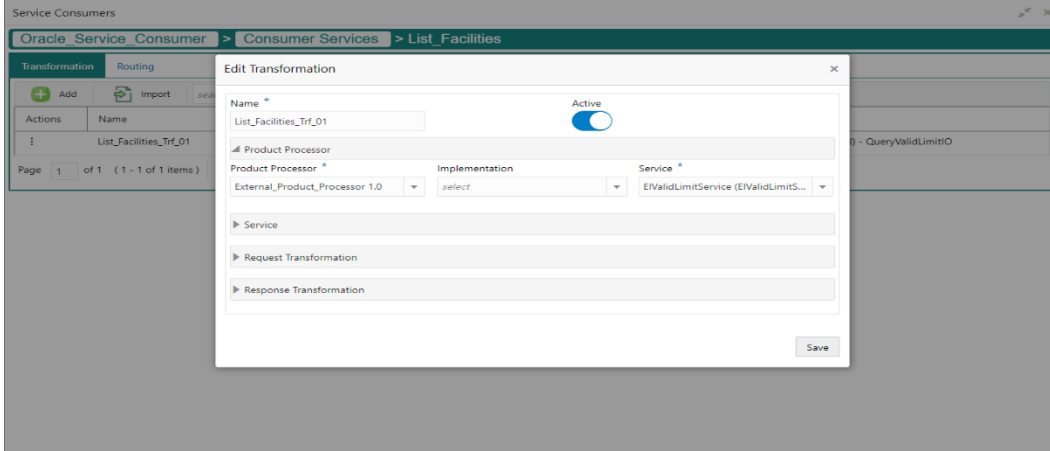 Service Consumers
Oracle_Service_Consumer > Consumer Services > List_Facilities
Transformation Routing
Edit Transformation
Add Import
Name * Active
List_Facilities_Trf_01
Actions Name
Product Processor
List_Facilities_Trf_01 - QueryValidLimitIO
Product Processor * Implementation Service *
Page 1 of 1 (1 - 1 of 1 items)
External_Product_Processor 1.0 select ElValidLimitService (ElValidLimitS...
Service
Request Transformation
Response Transformation
Save